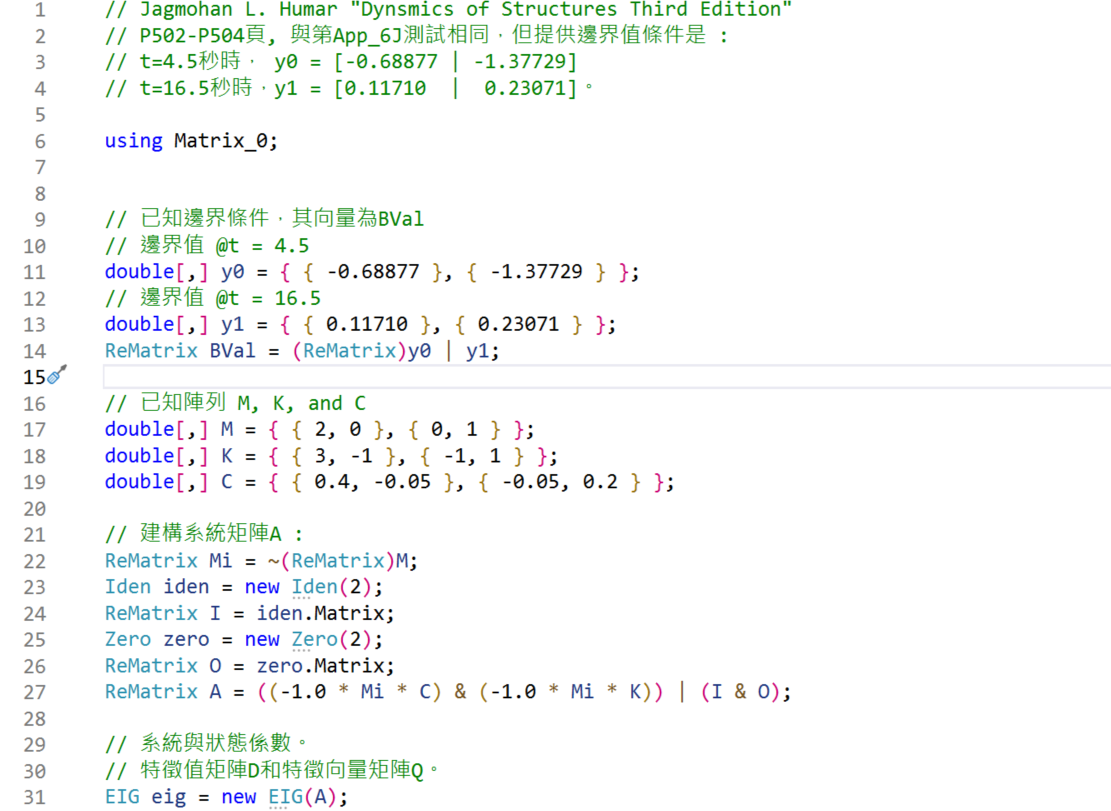 1 // Jagmohan L. Humar "Dynsmics of Structures Third Edition"
2 // P502-P504頁, 與第App_6J測試相同，但提供邊界值條件是 :
3 // t=4.5秒時， y0 = [-0.68877 | -1.37729]
4 // t=16.5秒時，y1 = [0.11710 | 0.23071]。
5
6 using Matrix_0;
7
8
9 // 已知邊界條件，其向量為BVal
10 // 邊界值 @t = 4.5
11 double[,] y0 = { { -0.68877 }, { -1.37729 } };
12 // 邊界值 @t = 16.5
13 double[,] y1 = { { 0.11710 }, { 0.23071 } };
14 ReMatrix BVal = (ReMatrix)y0 | y1;
15
16 // 已知陣列 M, K, and C
17 double[,] M = { { 2, 0 }, { 0, 1 } };
18 double[,] K = { { 3, -1 }, { -1, 1 } };
19 double[,] C = { { 0.4, -0.05 }, { -0.05, 0.2 } };
20
21 // 建構系統矩陣A :
22 ReMatrix Mi = ~(ReMatrix)M;
23 Iden iden = new Iden(2);
24 ReMatrix I = iden.Matrix;
25 Zero zero = new Zero(2);
26 ReMatrix O = zero.Matrix;
27 ReMatrix A = ((-1.0 * Mi * C) & (-1.0 * Mi * K)) | (I & O);
28
29 // 系統與狀態係數。
30 // 特徵值矩陣D和特徵向量矩陣Q。
31 EIG eig = new EIG(A);